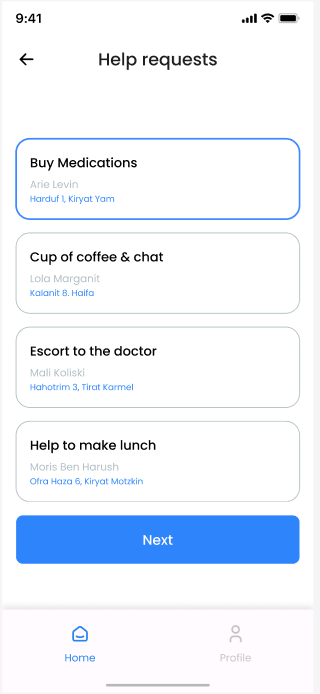 9:41
Help requests
Buy Medications
Arie Levin
Harduf 1, Kiryat Yam
Cup of coffee & chat
Lola Marganit
Kalanit 8. Haifa
Escort to the doctor
Mali Koliski
Hahotrim 3, Tirat Karmel
Help to make lunch
Moris Ben Harush
Ofra Haza 6, Kiryat Motzkin
Next
Home
Profile